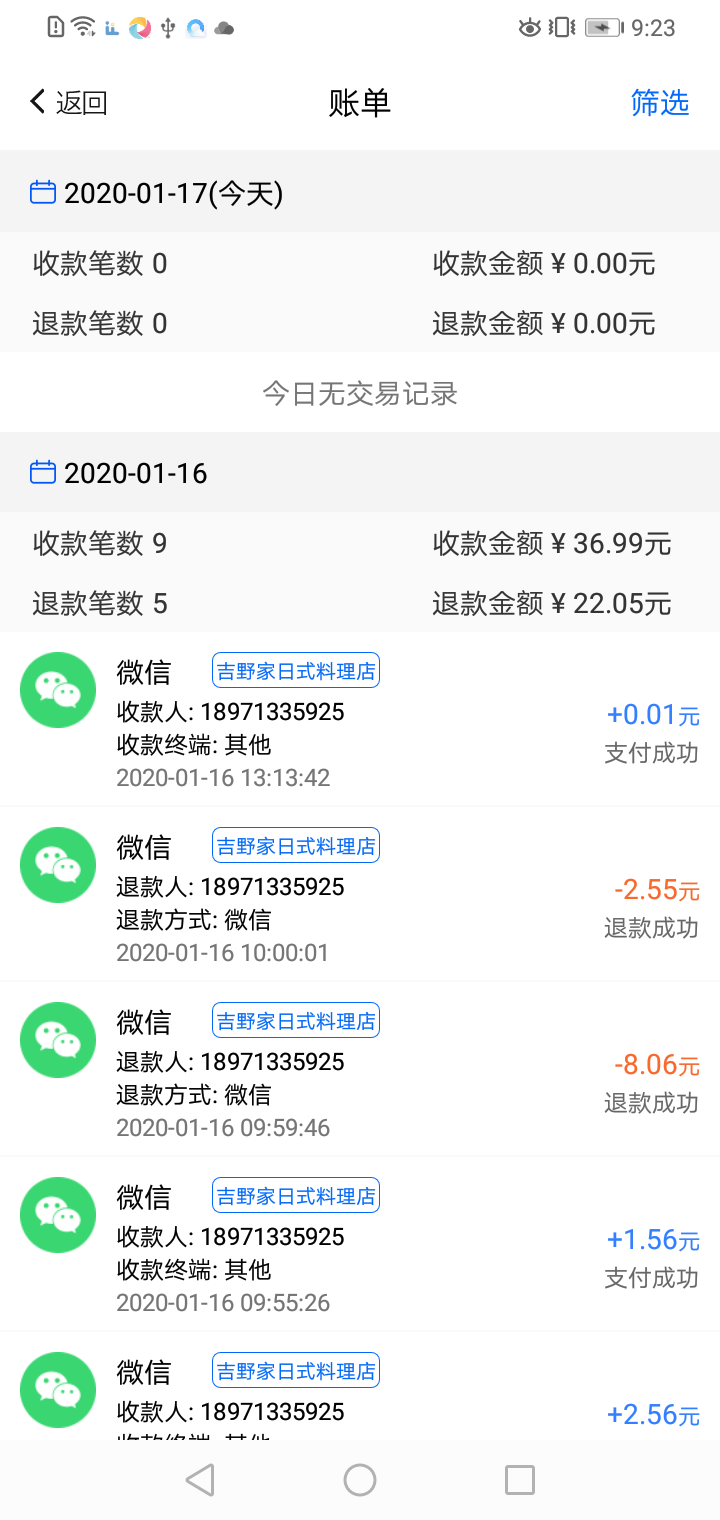 9:23
返回 账单 筛选
2020-01-17(今天)
收款笔数 0 收款金额 ¥ 0.00元
退款笔数 0 退款金额 ¥ 0.00元
今日无交易记录
2020-01-16
收款笔数 9 收款金额 ¥ 36.99元
退款笔数 5 退款金额 ¥ 22.05元
微信 吉野家日式料理店
收款人: 18971335925
+0.01元
收款终端: 其他
支付成功
2020-01-16 13:13:42
微信 吉野家日式料理店
退款人: 18971335925
-2.55元
退款方式: 微信
退款成功
2020-01-16 10:00:01
微信 吉野家日式料理店
退款人: 18971335925
-8.06元
退款方式: 微信
退款成功
2020-01-16 09:59:46
微信 吉野家日式料理店
收款人: 18971335925
+1.56元
收款终端: 其他
支付成功
2020-01-16 09:55:26
微信 吉野家日式料理店
收款人: 18971335925
+2.56元